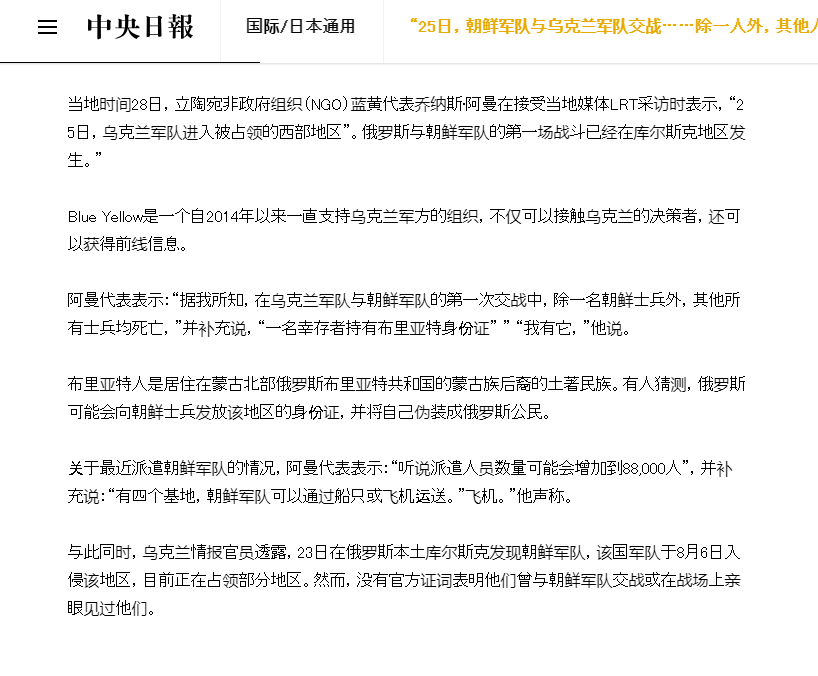 中央日報
国际/日本通用
“25日，朝鲜军队与乌克兰军队交战……除一人外，其他人
当地时间28日，立陶宛非政府组织（NGO）蓝黄代表乔纳斯·阿曼在接受当地媒体LRT采访时表示，“2
5日，乌克兰军队进入被占领的西部地区”。俄罗斯与朝鲜军队的第一场战斗已经在库尔斯克地区发
生。”
Blue Yellow是一个自2014年以来一直支持乌克兰军方的组织，不仅可以接触乌克兰的决策者，还可
以获得前线信息。
阿曼代表表示：“据我所知，在乌克兰军队与朝鲜军队的第一次交战中，除一名朝鲜士兵外，其他所
有士兵均死亡，”并补充说，“一名幸存者持有布里亚特身份证” ”“我有它，”他说。
布里亚特人是居住在蒙古北部俄罗斯布里亚特共和国的蒙古族后裔的土著民族。有人猜测，俄罗斯
可能会向朝鲜士兵发放该地区的身份证，并将自己伪装成俄罗斯公民。
关于最近派遣朝鲜军队的情况，阿曼代表表示：“听说派遣人员数量可能会增加到88,000人”，并补
充说：“有四个基地，朝鲜军队可以通过船只或飞机运送。”飞机。”他声称。
与此同时，乌克兰情报官员透露，23日在俄罗斯本土库尔斯克发现朝鲜军队，该国军队于8月6日入
侵该地区，目前正在占领部分地区。然而，没有官方证词表明他们曾与朝鲜军队交战或在战场上亲
眼见过他们。